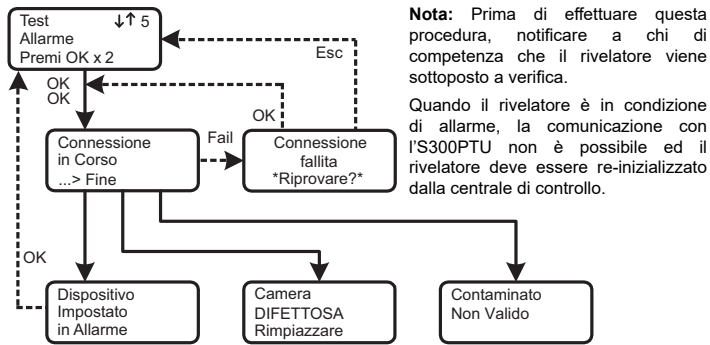 Test ↓↑ 5
Allarme
Premi OK x 2
Esc
OK
OK
OK
Connessione
in Corso
...> Fine
Fail
Connessione
fallita
*Riprovare?*
OK
Dispositivo
Impostato
in Allarme
Camera
DIFETTOSA
Rimpiazzare
Contaminato
Non Valido
Nota: Prima di effettuare questa
procedura, notificare a chi di
competenza che il rivelatore viene
sottoposto a verifica.
Quando il rivelatore è in condizione
di allarme, la comunicazione con
l'S300PTU non è possibile ed il
rivelatore deve essere re-inizializzato
dalla centrale di controllo.